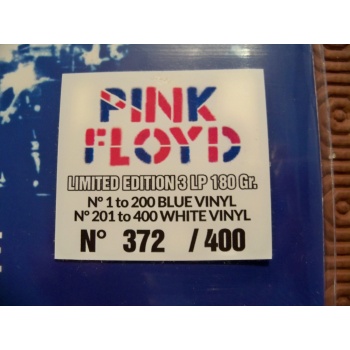 PINK
FLOYD
LIMITED EDITION 3 LP 180 Gr.
N° 1 to 200 BLUE VINYL
N° 201 to 400 WHITE VINYL
N° 372 / 400